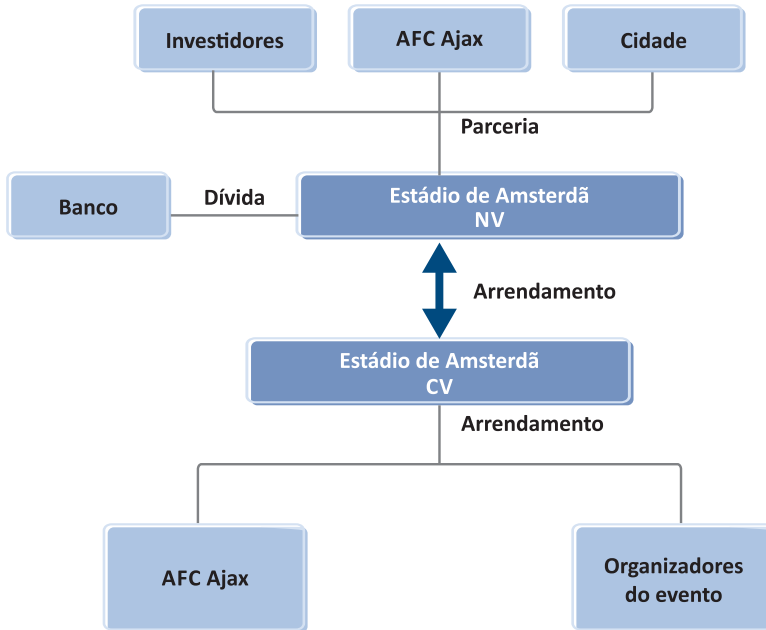 Investidores
AFC Ajax
Cidade
Parceria
Banco
Dívida
Estádio de Amsterdã
NV
Arrendamento
Estádio de Amsterdã
CV
Arrendamento
AFC Ajax
Organizadores
do evento